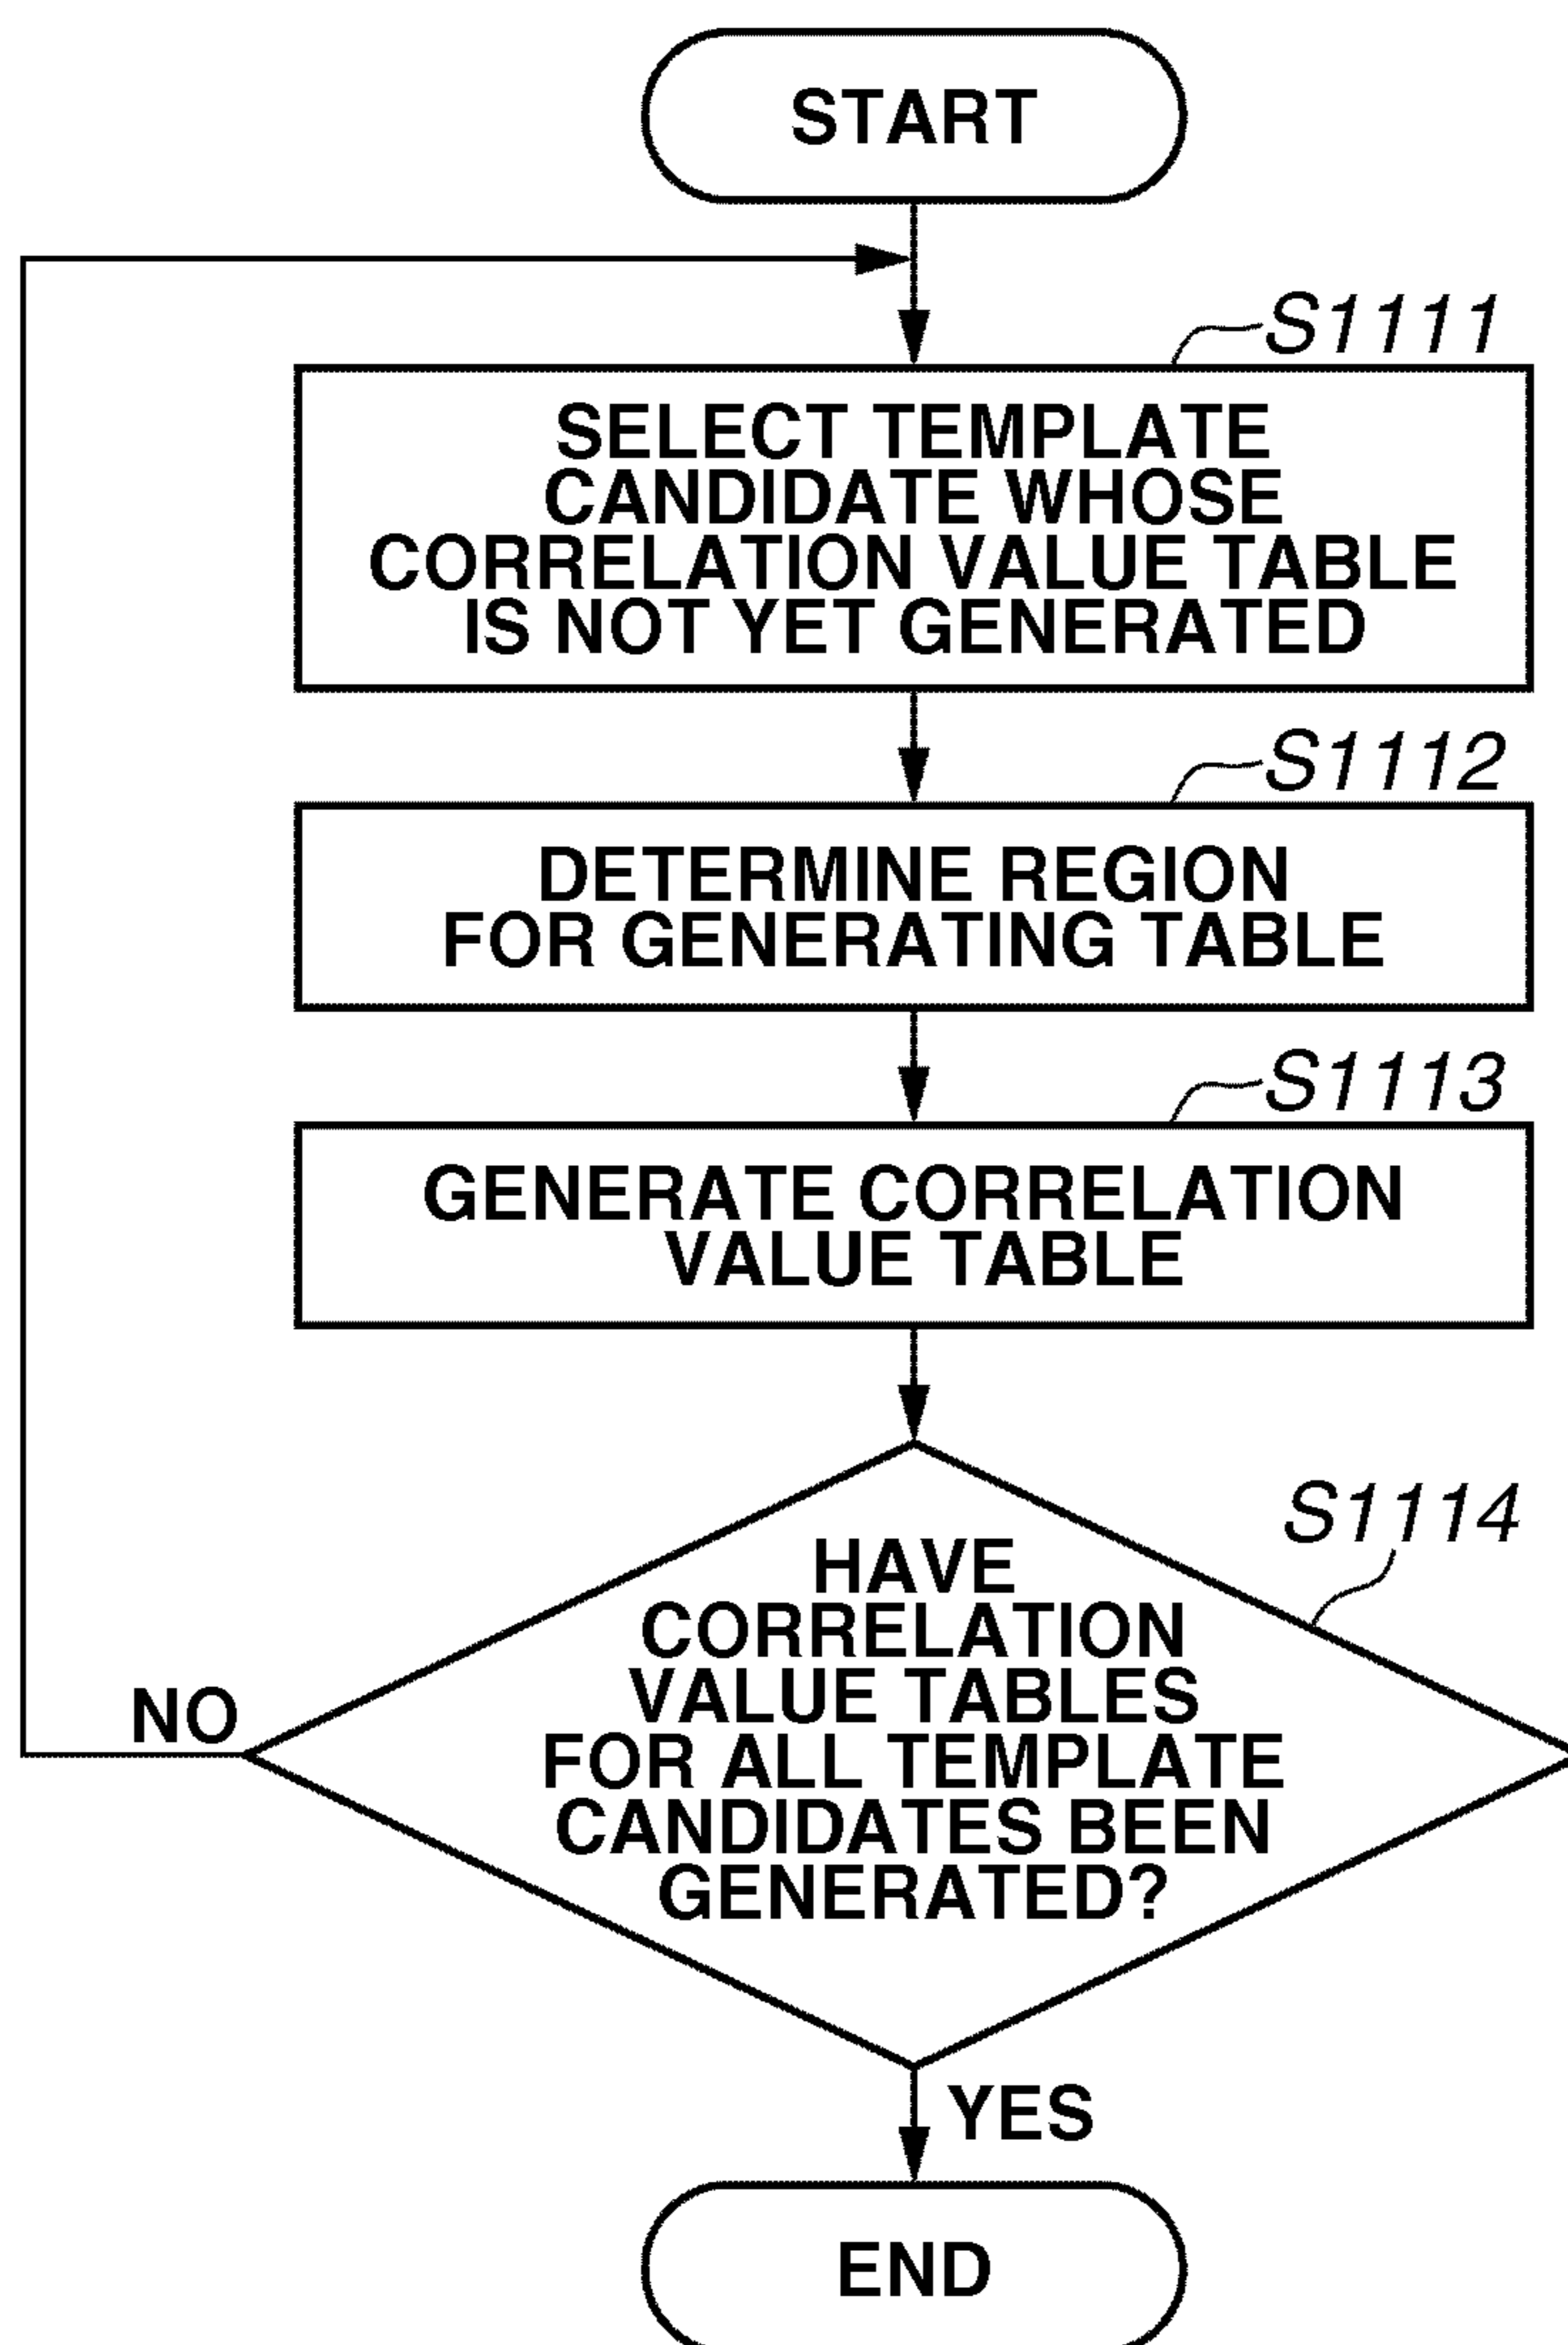 START
S1111
SELECT TEMPLATE
CANDIDATE WHOSE
CORRELATION VALUE TABLE
IS NOT YET GENERATED
S1112
DETERMINE REGION
FOR GENERATING TABLE
S1113
GENERATE CORRELATION
VALUE TABLE
S1114
HAVE
CORRELATION
VALUE TABLES
FOR ALL TEMPLATE
CANDIDATES BEEN
GENERATED?
NO
YES
END